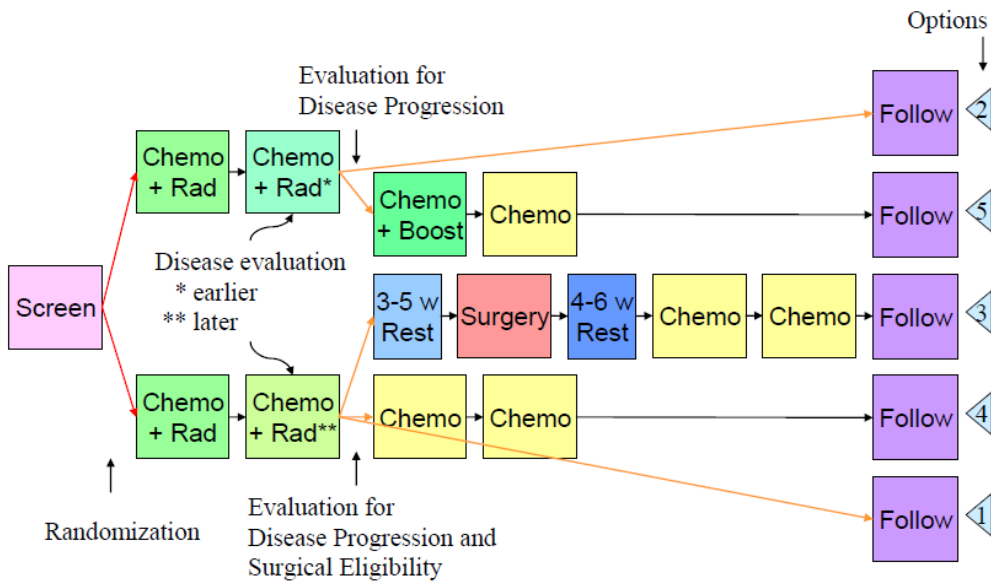 Options
Evaluation for
Disease Progression
Follow
2
Chemo
+ Rad
Chemo
+ Rad*
Chemo
+ Boost
Chemo
Follow
5
Disease evaluation
* earlier
** later
Screen
3-5 w
Rest
Surgery
4-6 w
Rest
Chemo
Chemo
Follow
3
Chemo
+ Rad
Chemo
+ Rad**
Chemo
Chemo
Follow
4
Follow
1
Randomization
Evaluation for
Disease Progression and
Surgical Eligibility